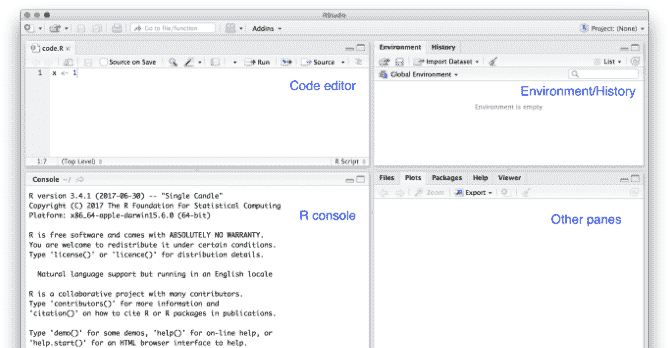 RStudio
Go to file/function
Addins
Project: (None)
code.R
Source on Save
Run
Source
1 x <- 1
Code editor
1:7 (Top Level) R Script
Environment History
Import Dataset
List
Global Environment
Environment/History
Environment is empty
Console ~/
R version 3.4.1 (2017-06-30) -- "Single Candle"
Copyright (C) 2017 The R Foundation for Statistical Computing
Platform: x86_64-apple-darwin15.6.0 (64-bit)
R console
R is free software and comes with ABSOLUTELY NO WARRANTY.
You are welcome to redistribute it under certain conditions.
Type 'license()' or 'licence()' for distribution details.
Natural language support but running in an English locale
R is a collaborative project with many contributors.
Type 'contributors()' for more information and
'citation()' on how to cite R or R packages in publications.
Type 'demo()' for some demos, 'help()' for on-line help, or
'help.start()' for an HTML browser interface to help.
Files Plots Packages Help Viewer
Zoom Export
Other panes